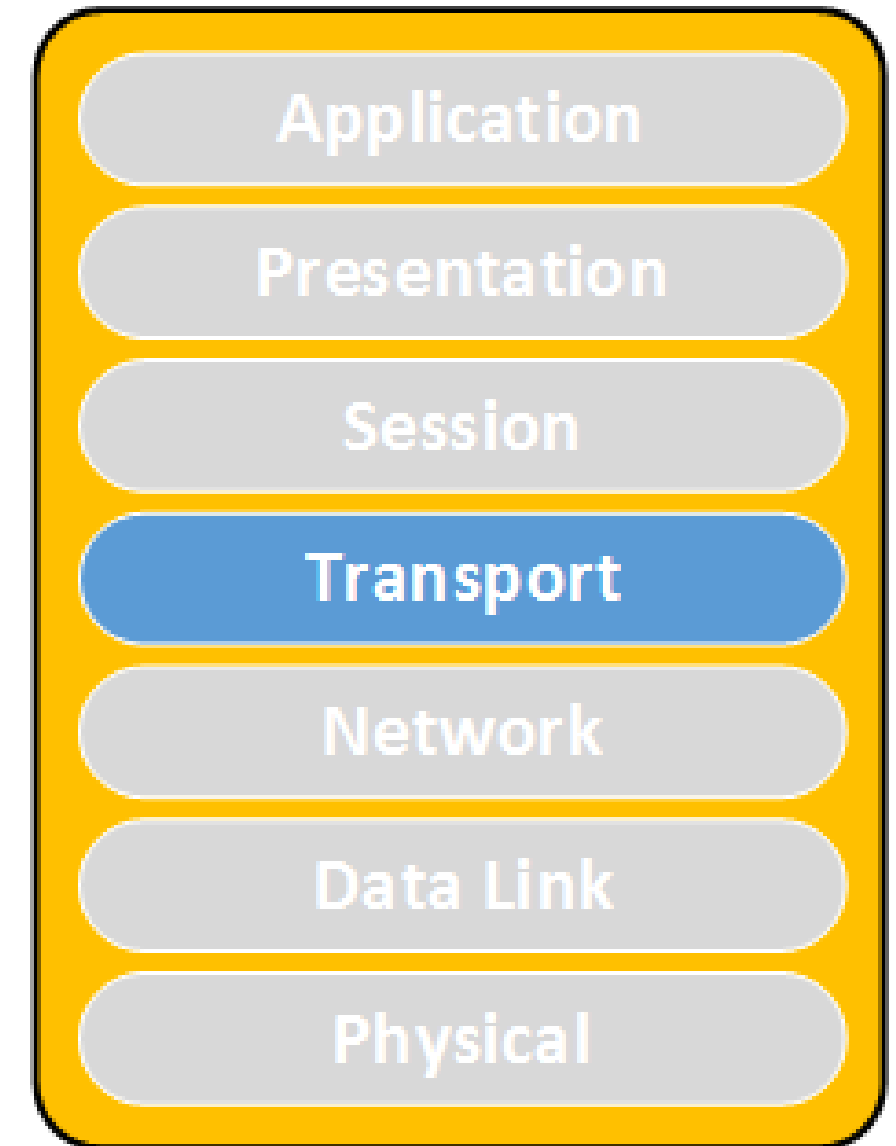 Application
Presentation
Session
Transport
Network
Data Link
Physical